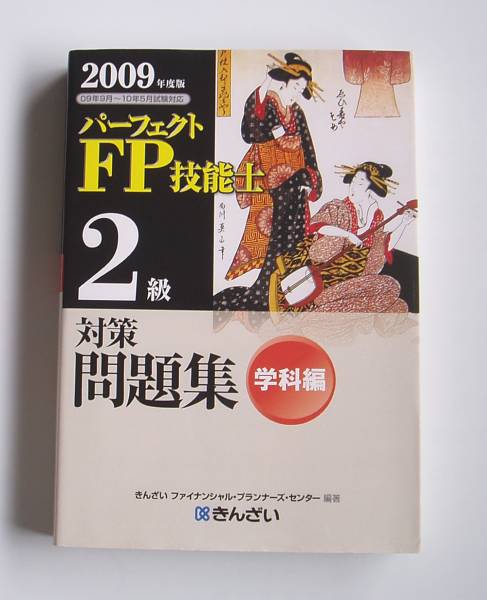 2009年度版
09年9月～10年5月試験対応
パーフェクト
FP技能士
2級
対策
問題集
学科編
きんざい ファイナンシャル・プランナーズ・センター 編著
きんざい